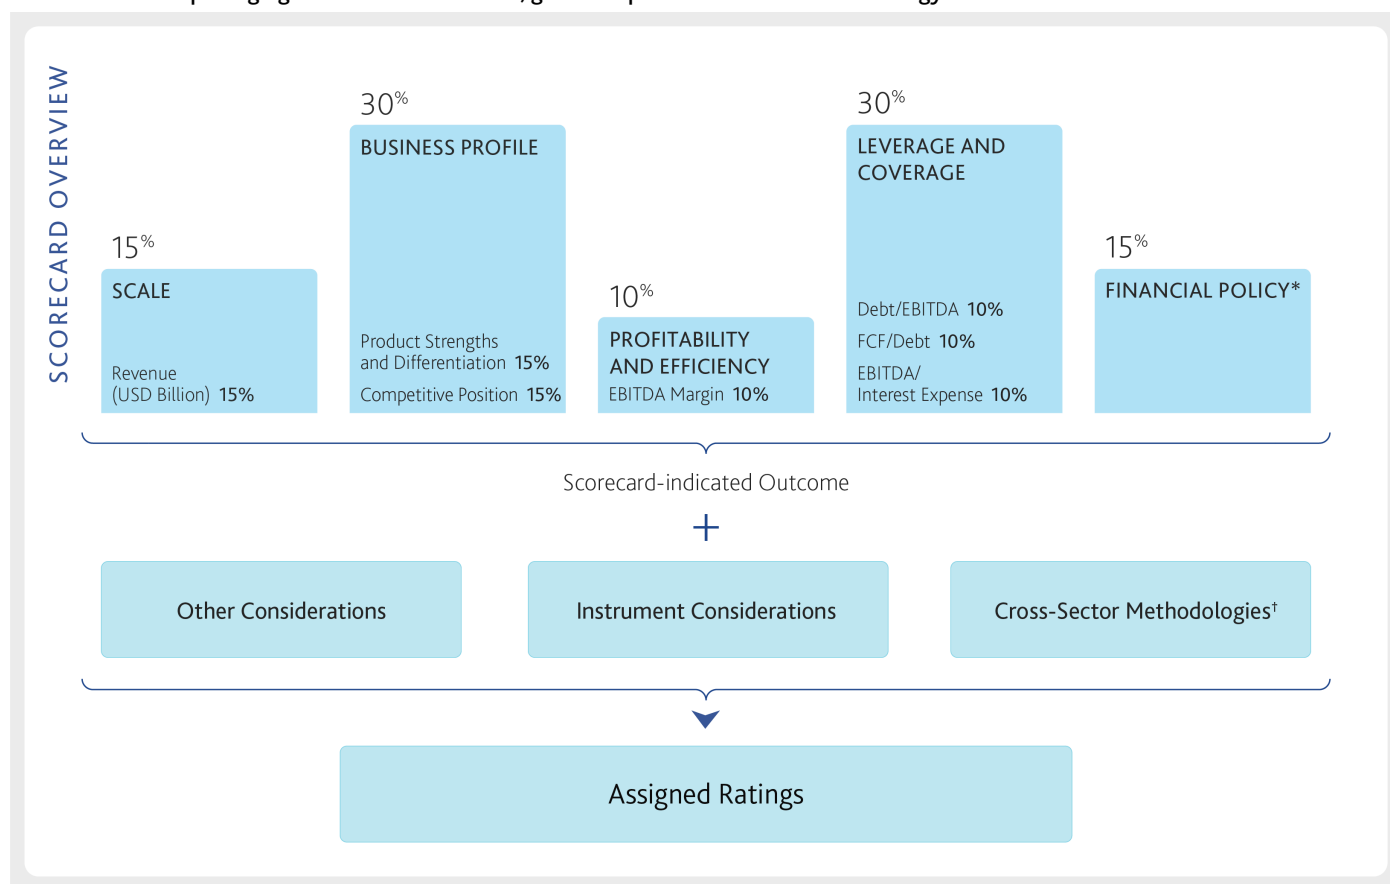 SCORECARD OVERVIEW
15%
SCALE
Revenue
(USD Billion) 15%
30%
BUSINESS PROFILE
Product Strengths
and Differentiation 15%
Competitive Position 15%
10%
PROFITABILITY
AND EFFICIENCY
EBITDA Margin 10%
30%
LEVERAGE AND
COVERAGE
Debt/EBITDA 10%
FCF/Debt 10%
EBITDA/
Interest Expense 10%
15%
FINANCIAL POLICY*
Scorecard-indicated Outcome
+
Other Considerations
Instrument Considerations
Cross-Sector Methodologies†
Assigned Ratings